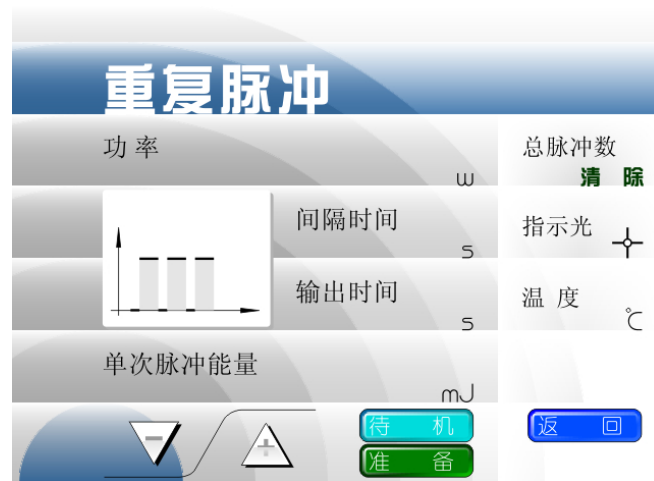 重复脉冲
功率
W
总脉冲数
清 除
间隔时间
s
指示光
输出时间
s
温 度
℃
单次脉冲能量
mJ
−
+
待 机
返 回
准 备